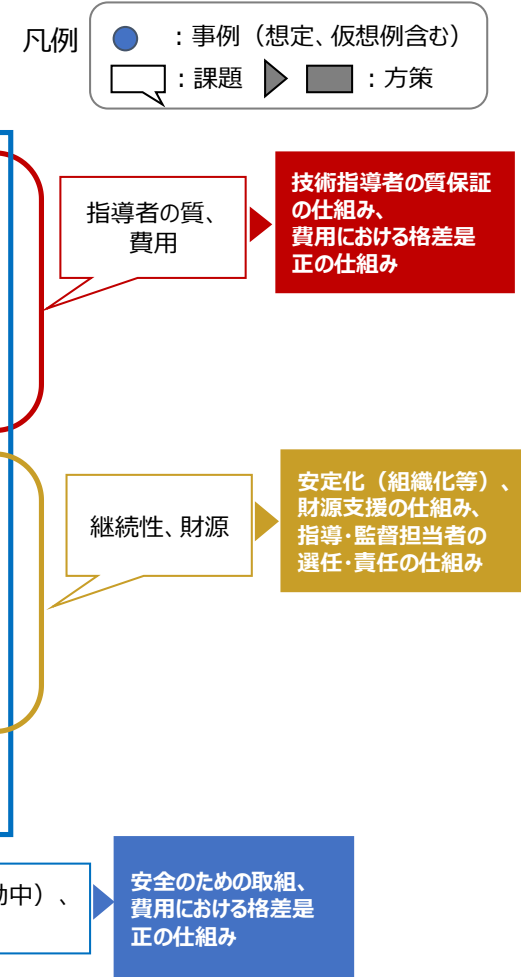 凡例
：事例（想定、仮想例含む）
：課題
：方策
指導者の質、
費用
技術指導者の質保証
の仕組み、
費用における格差是
正の仕組み
継続性、財源
安定化（組織化等）、
財源支援の仕組み、
指導・監督担当者の
選任・責任の仕組み
動中）、
安全のための取組、
費用における格差是
正の仕組み